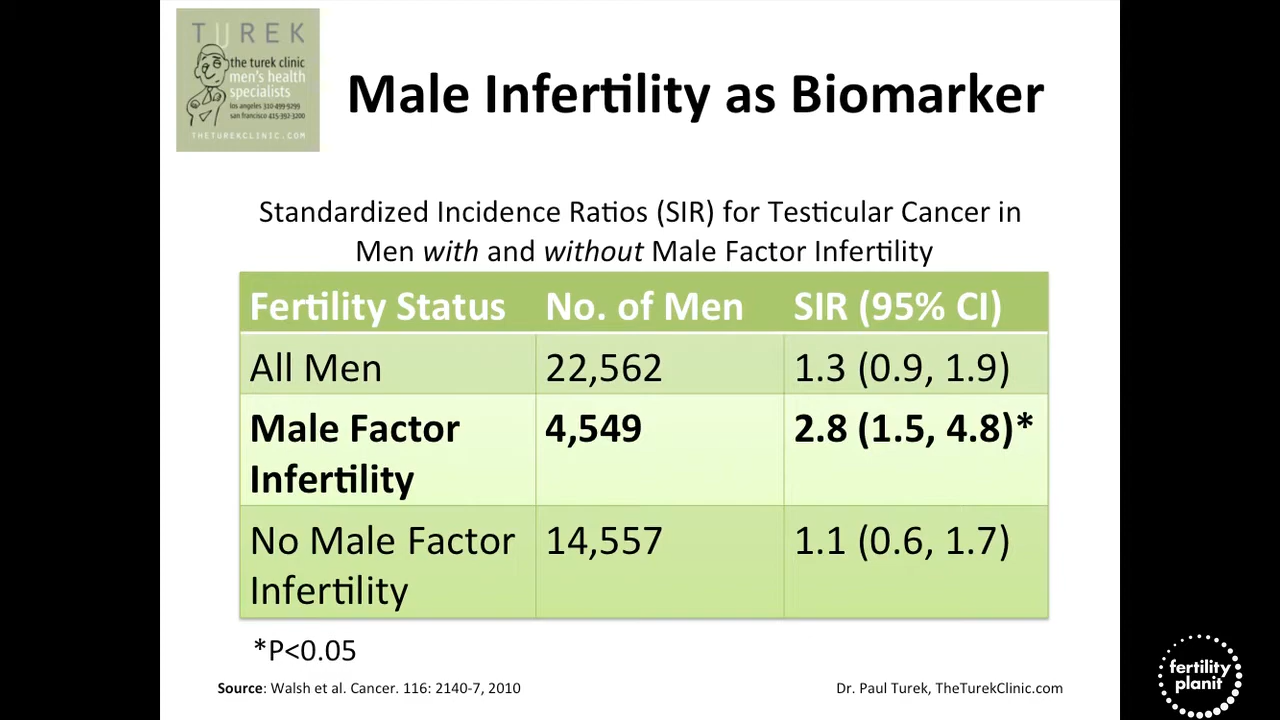 TUREK
the turek clinic
men's health
specialists
los angeles 310-499-9299
san francisco 415-392-3200
THETUREKCLINIC.COM
Male Infertility as Biomarker
Standardized Incidence Ratios (SIR) for Testicular Cancer in
Men with and without Male Factor Infertility
Fertility Status No. of Men SIR (95% CI)
All Men 22,562 1.3 (0.9, 1.9)
Male Factor 4,549 2.8 (1.5, 4.8)*
Infertility
No Male Factor 14,557 1.1 (0.6, 1.7)
Infertility
*P<0.05
Source: Walsh et al. Cancer. 116: 2140-7, 2010
Dr. Paul Turek, TheTurekClinic.com
fertility
planit